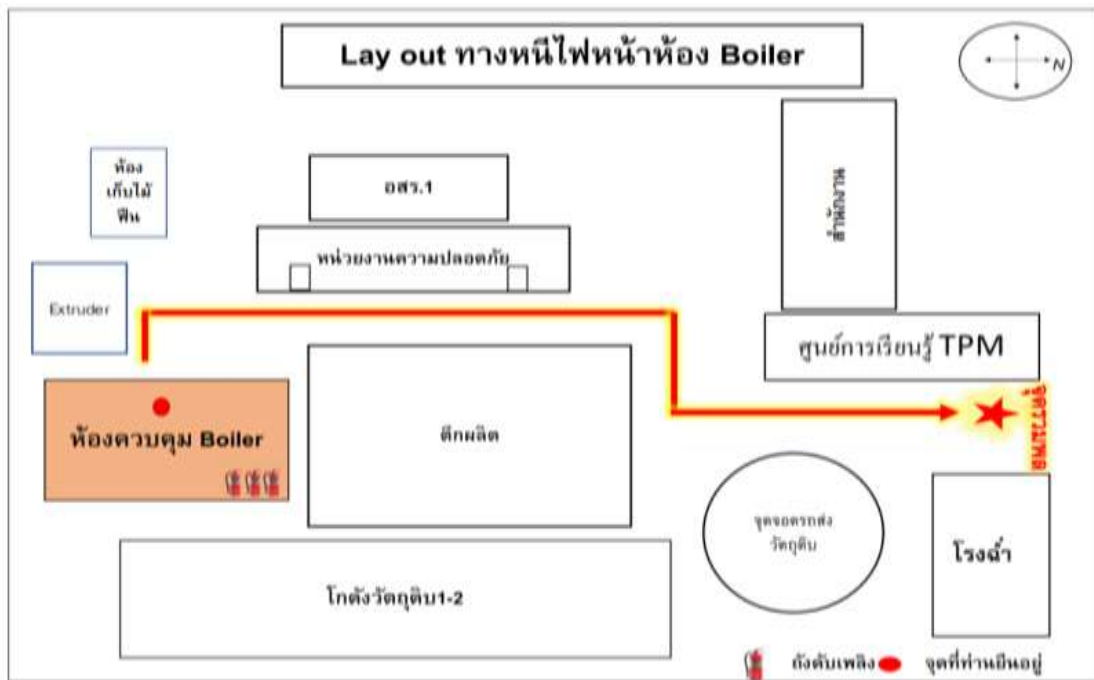 Lay out ทางหนีไฟหน้าห้อง Boiler
N
ห้อง
เก็บไม้
ฟืน
อสร.1
สำนักงาน
หน่วยงานความปลอดภัย
Extruder
ศูนย์การเรียนรู้ TPM
จุดรวมพล
ห้องควบคุม Boiler
ตึกผลิต
จุดจอดรถส่ง
วัตถุดิบ
โรงฉ่ำ
โกดังวัตถุดิบ1-2
ถังดับเพลิง
จุดที่ท่านยืนอยู่